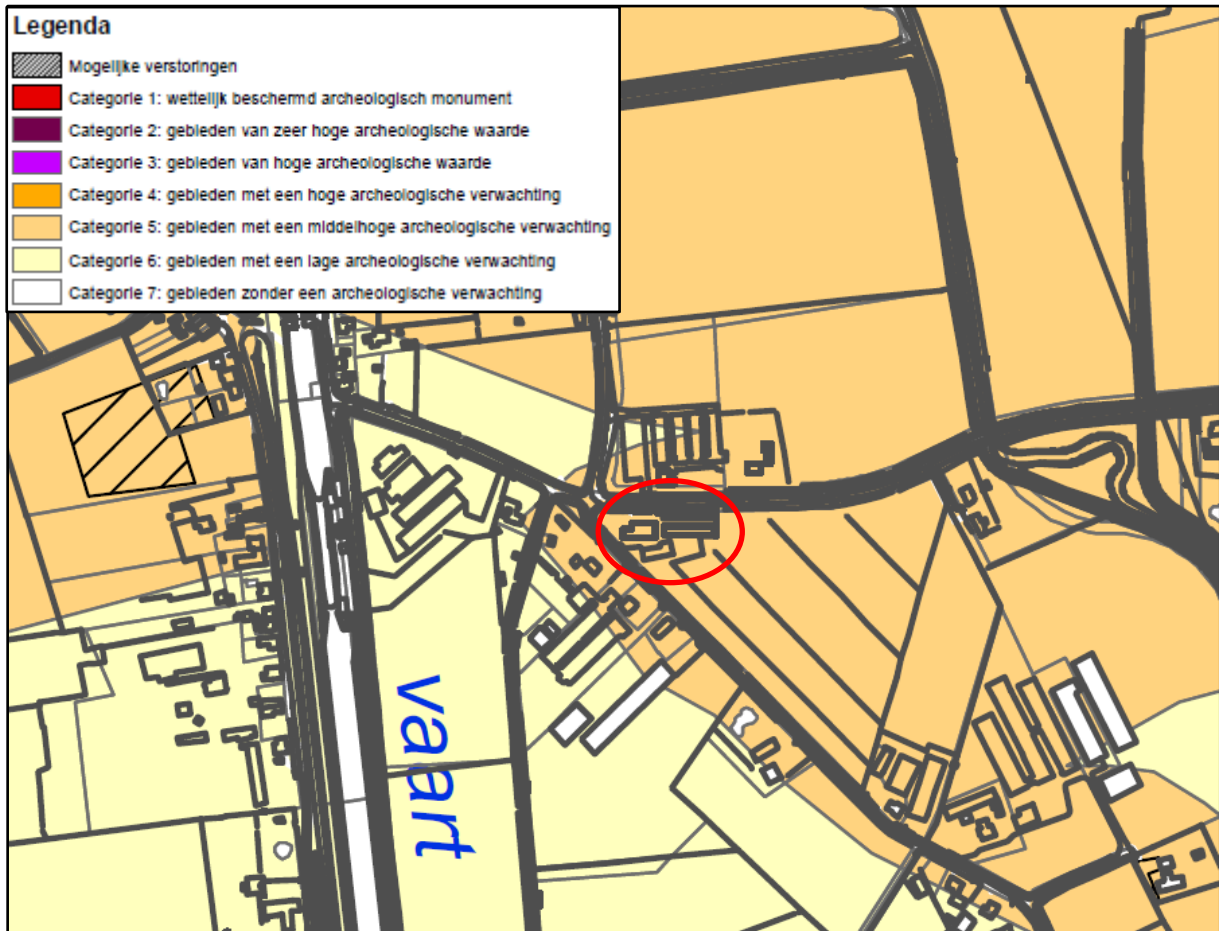 Legenda
Mogelijke verstoringen
Categorie 1: wettelijk beschermd archeologisch monument
Categorie 2: gebieden van zeer hoge archeologische waarde
Categorie 3: gebieden van hoge archeologische waarde
Categorie 4: gebieden met een hoge archeologische verwachting
Categorie 5: gebieden met een middelhoge archeologische verwachting
Categorie 6: gebieden met een lage archeologische verwachting
Categorie 7: gebieden zonder een archeologische verwachting
vaart